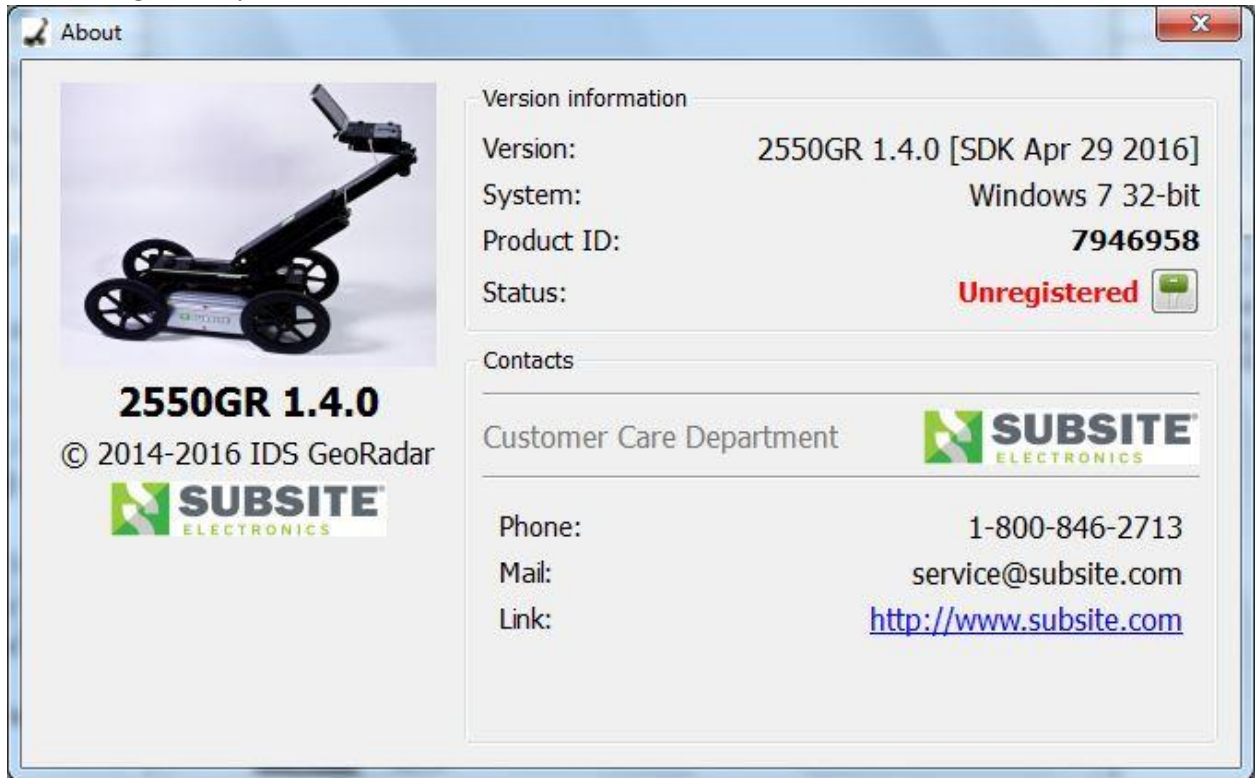 About
Version information
Version: 2550GR 1.4.0 [SDK Apr 29 2016]
System: Windows 7 32-bit
Product ID: 7946958
Status: Unregistered
2550GR 1.4.0
© 2014-2016 IDS GeoRadar
SUBSITE
ELECTRONICS
Contacts
Customer Care Department
SUBSITE
ELECTRONICS
Phone: 1-800-846-2713
Mail: service@subsite.com
Link: http://www.subsite.com